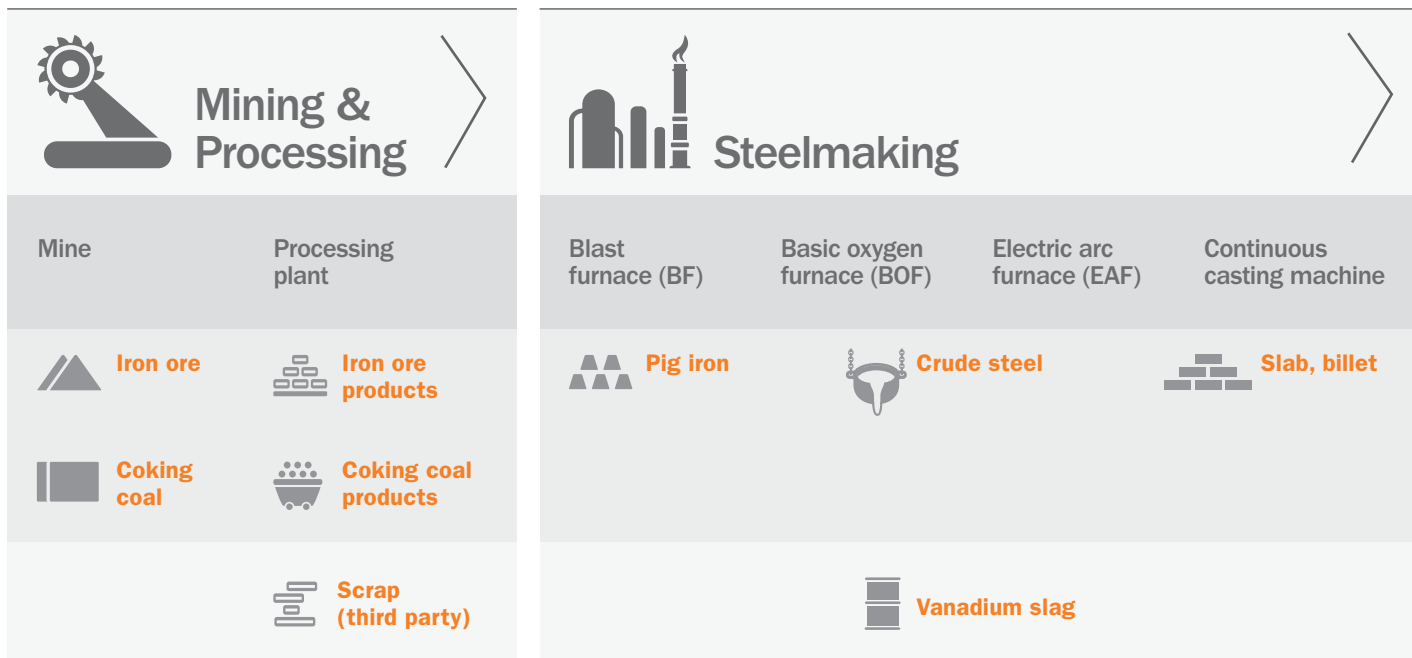 Mining &
Processing
Steelmaking
Mine
Processing
plant
Blast
furnace (BF)
Basic oxygen
furnace (BOF)
Electric arc
furnace (EAF)
Continuous
casting machine
Iron ore
Iron ore
products
Pig iron
Crude steel
Slab, billet
Coking
coal
Coking coal
products
Scrap
(third party)
Vanadium slag